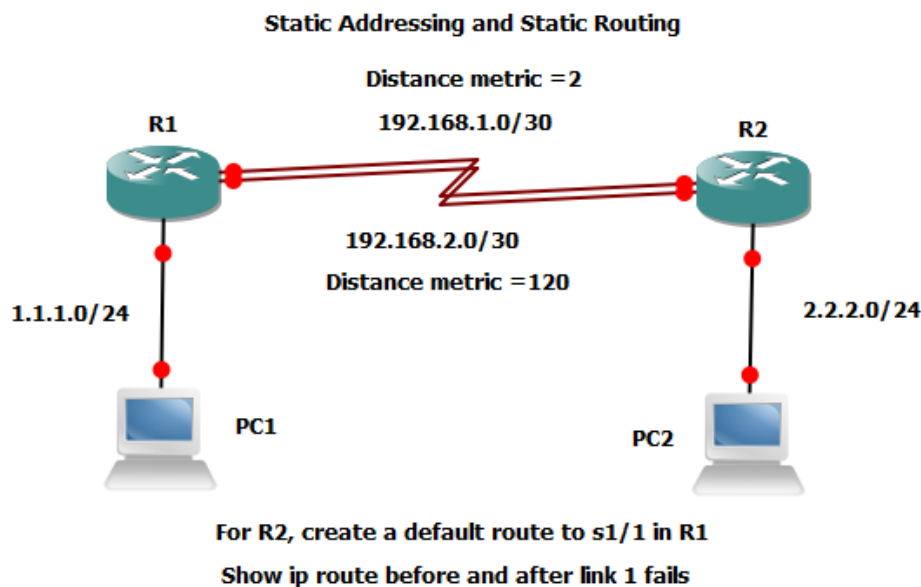 Static Addressing and Static Routing
Distance metric =2
R1
192.168.1.0/30
R2
192.168.2.0/30
Distance metric =120
1.1.1.0/24
2.2.2.0/24
PC1
PC2
For R2, create a default route to s1/1 in R1
Show ip route before and after link 1 fails